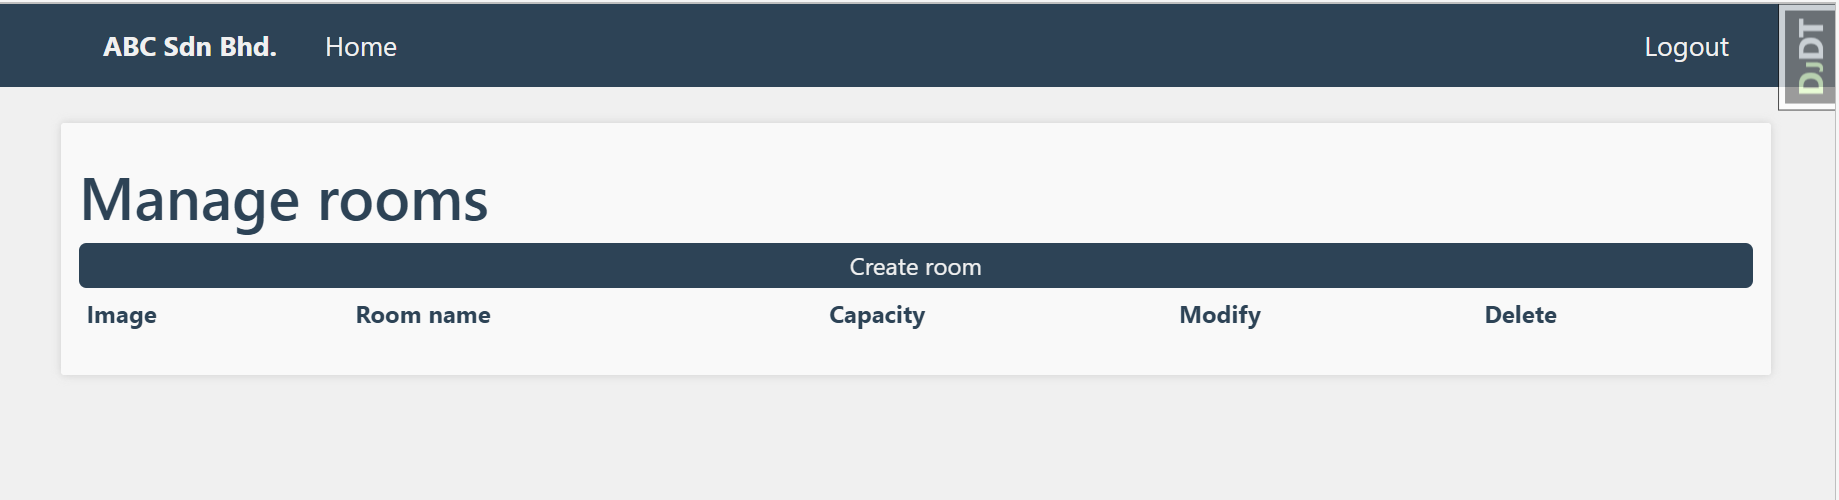 ABC Sdn Bhd. Home Logout
DJDT
Manage rooms
Create room
Image Room name Capacity Modify Delete